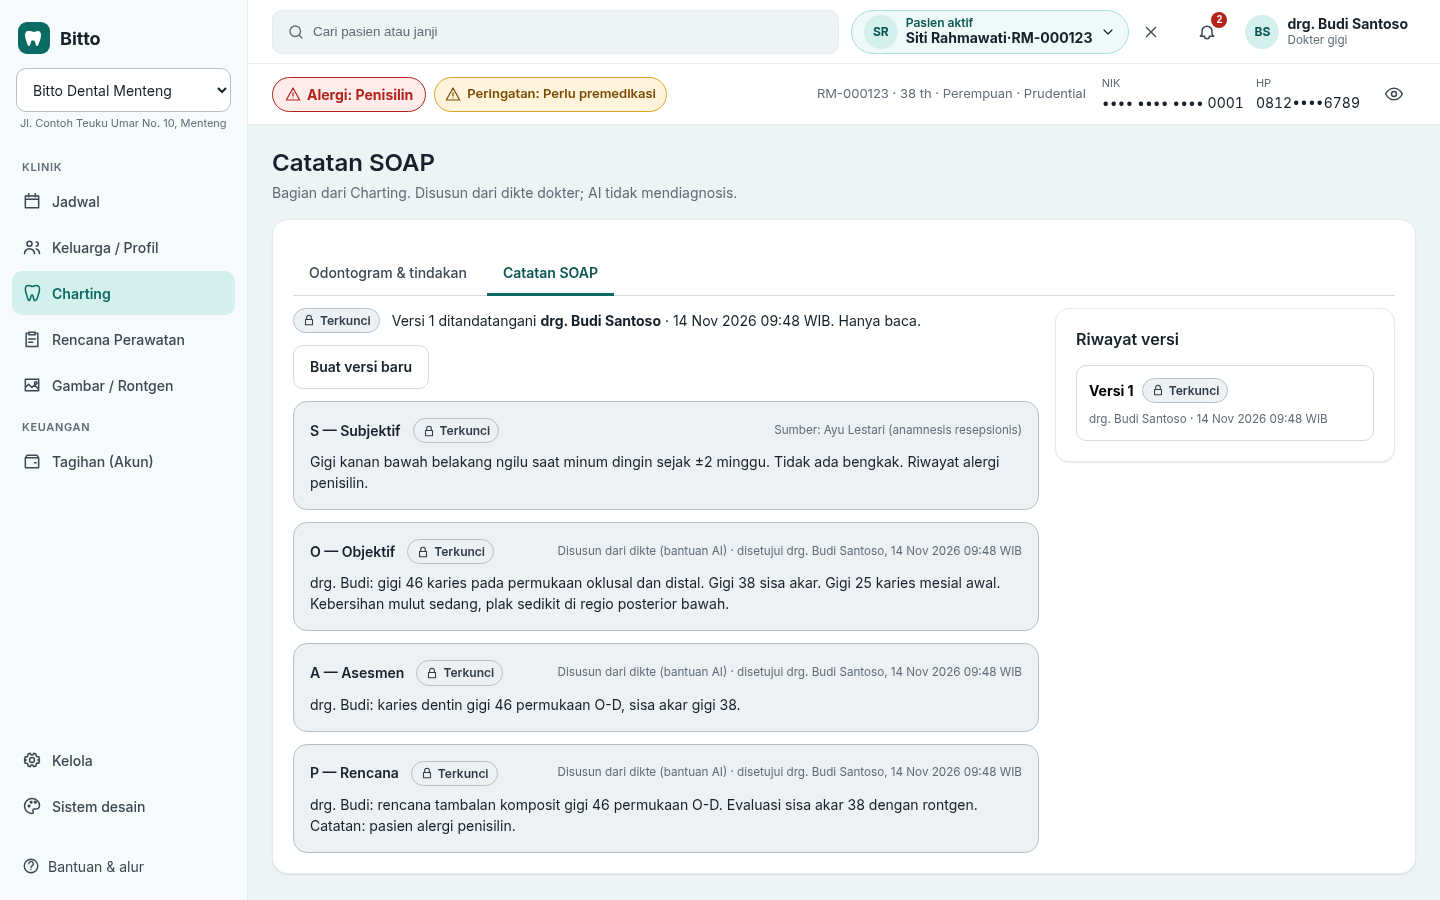 Bitto
Bitto Dental Menteng
Jl. Contoh Teuku Umar No. 10, Menteng
KLINIK
Jadwal
Keluarga / Profil
Charting
Rencana Perawatan
Gambar / Rontgen
KEUANGAN
Tagihan (Akun)
Kelola
Sistem desain
Bantuan & alur
Cari pasien atau janji
SR
Pasien aktif
Siti Rahmawati·RM-000123
2
BS
drg. Budi Santoso
Dokter gigi
Alergi: Penisilin
Peringatan: Perlu premedikasi
RM-000123 · 38 th · Perempuan · Prudential
NIK
•••• •••• •••• 0001
HP
0812••••6789
Catatan SOAP
Bagian dari Charting. Disusun dari dikte dokter; AI tidak mendiagnosis.
Odontogram & tindakan
Catatan SOAP
Terkunci
Versi 1 ditandatangani drg. Budi Santoso · 14 Nov 2026 09:48 WIB. Hanya baca.
Buat versi baru
S — Subjektif
Terkunci
Sumber: Ayu Lestari (anamnesis resepsionis)
Gigi kanan bawah belakang ngilu saat minum dingin sejak ±2 minggu. Tidak ada bengkak. Riwayat alergi
penisilin.
O — Objektif
Terkunci
Disusun dari dikte (bantuan AI) · disetujui drg. Budi Santoso, 14 Nov 2026 09:48 WIB
drg. Budi: gigi 46 karies pada permukaan oklusal dan distal. Gigi 38 sisa akar. Gigi 25 karies mesial awal.
Kebersihan mulut sedang, plak sedikit di regio posterior bawah.
A — Asesmen
Terkunci
Disusun dari dikte (bantuan AI) · disetujui drg. Budi Santoso, 14 Nov 2026 09:48 WIB
drg. Budi: karies dentin gigi 46 permukaan O-D, sisa akar gigi 38.
P — Rencana
Terkunci
Disusun dari dikte (bantuan AI) · disetujui drg. Budi Santoso, 14 Nov 2026 09:48 WIB
drg. Budi: rencana tambalan komposit gigi 46 permukaan O-D. Evaluasi sisa akar 38 dengan rontgen.
Catatan: pasien alergi penisilin.
Riwayat versi
Versi 1
Terkunci
drg. Budi Santoso · 14 Nov 2026 09:48 WIB